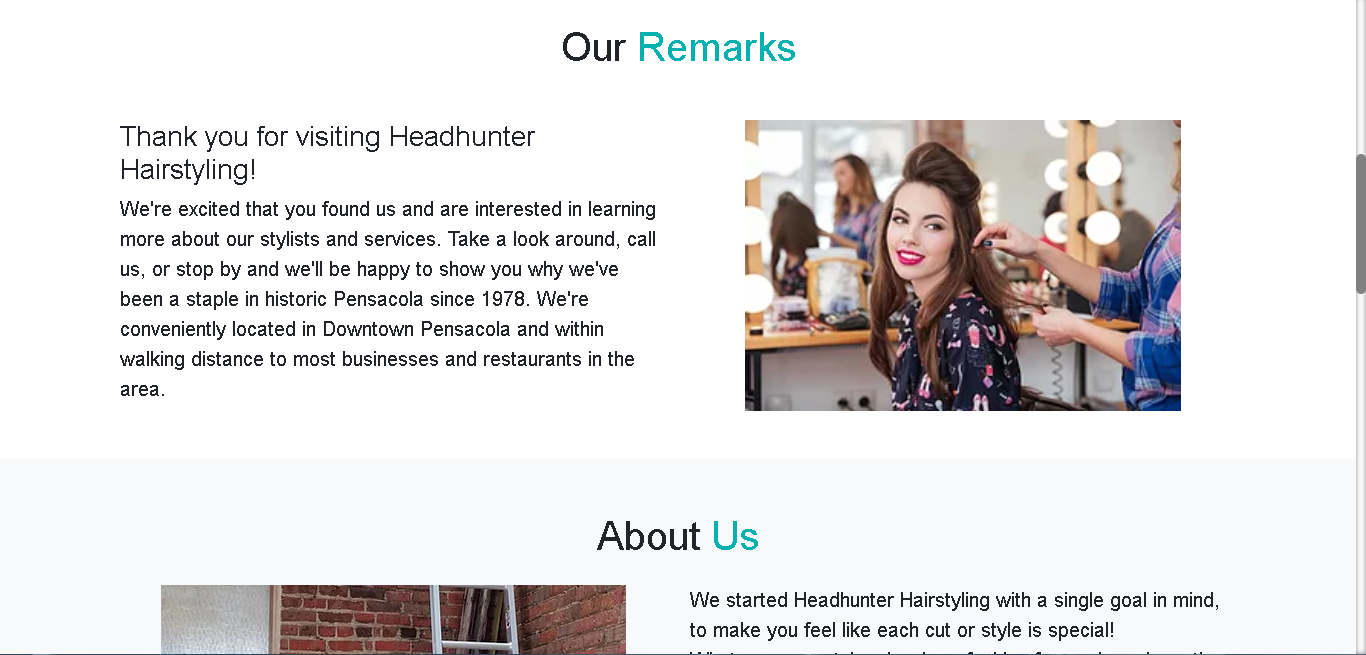 Our Remarks
Thank you for visiting Headhunter
Hairstyling!
We're excited that you found us and are interested in learning
more about our stylists and services. Take a look around, call
us, or stop by and we'll be happy to show you why we've
been a staple in historic Pensacola since 1978. We're
conveniently located in Downtown Pensacola and within
walking distance to most businesses and restaurants in the
area.
About Us
We started Headhunter Hairstyling with a single goal in mind,
to make you feel like each cut or style is special!